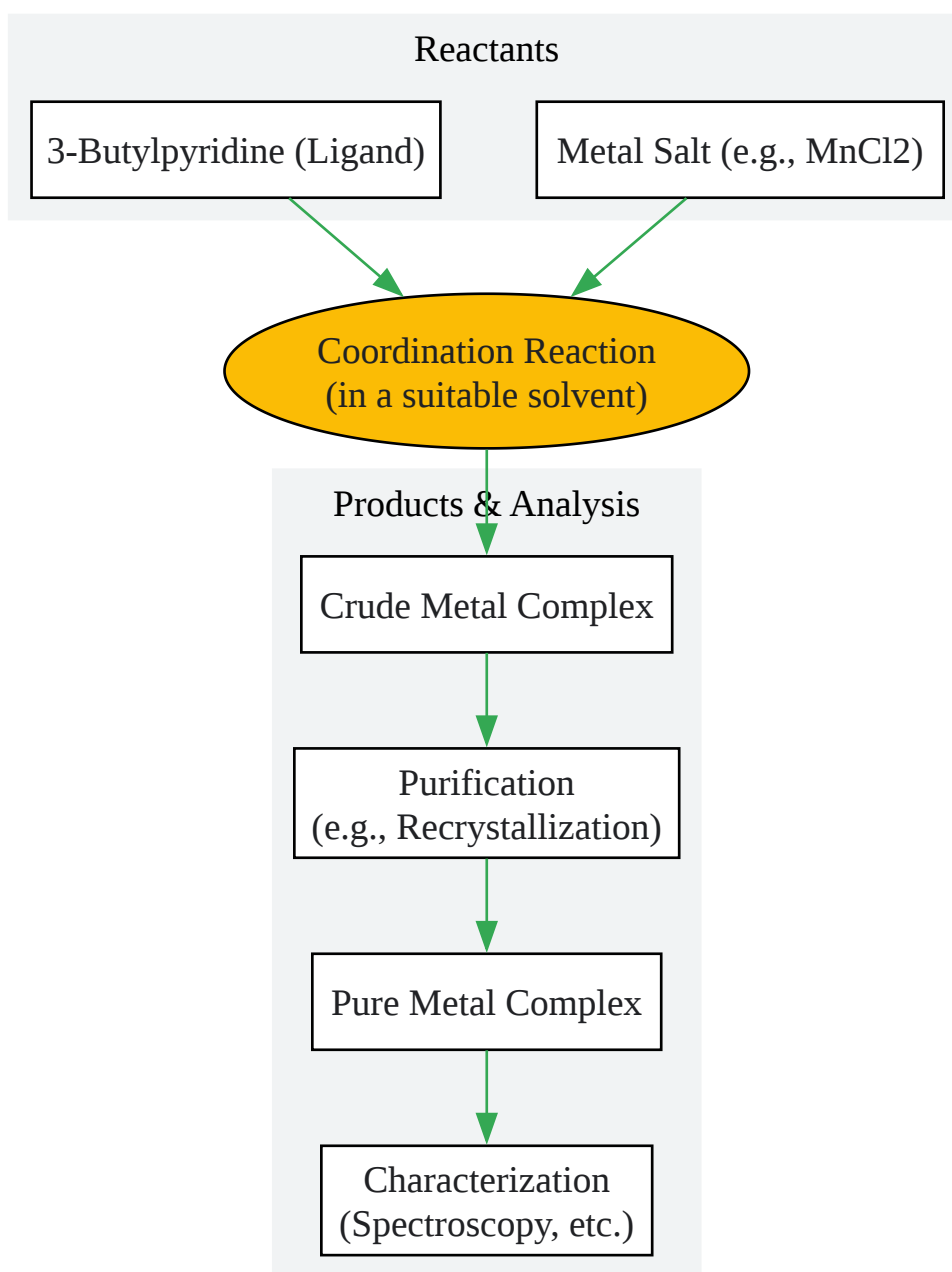 Reactants
3-Butylpyridine (Ligand)
Metal Salt (e.g., MnCl2)
Coordination Reaction
(in a suitable solvent)
Products & Analysis
Crude Metal Complex
Purification
(e.g., Recrystallization)
Pure Metal Complex
Characterization
(Spectroscopy, etc.)